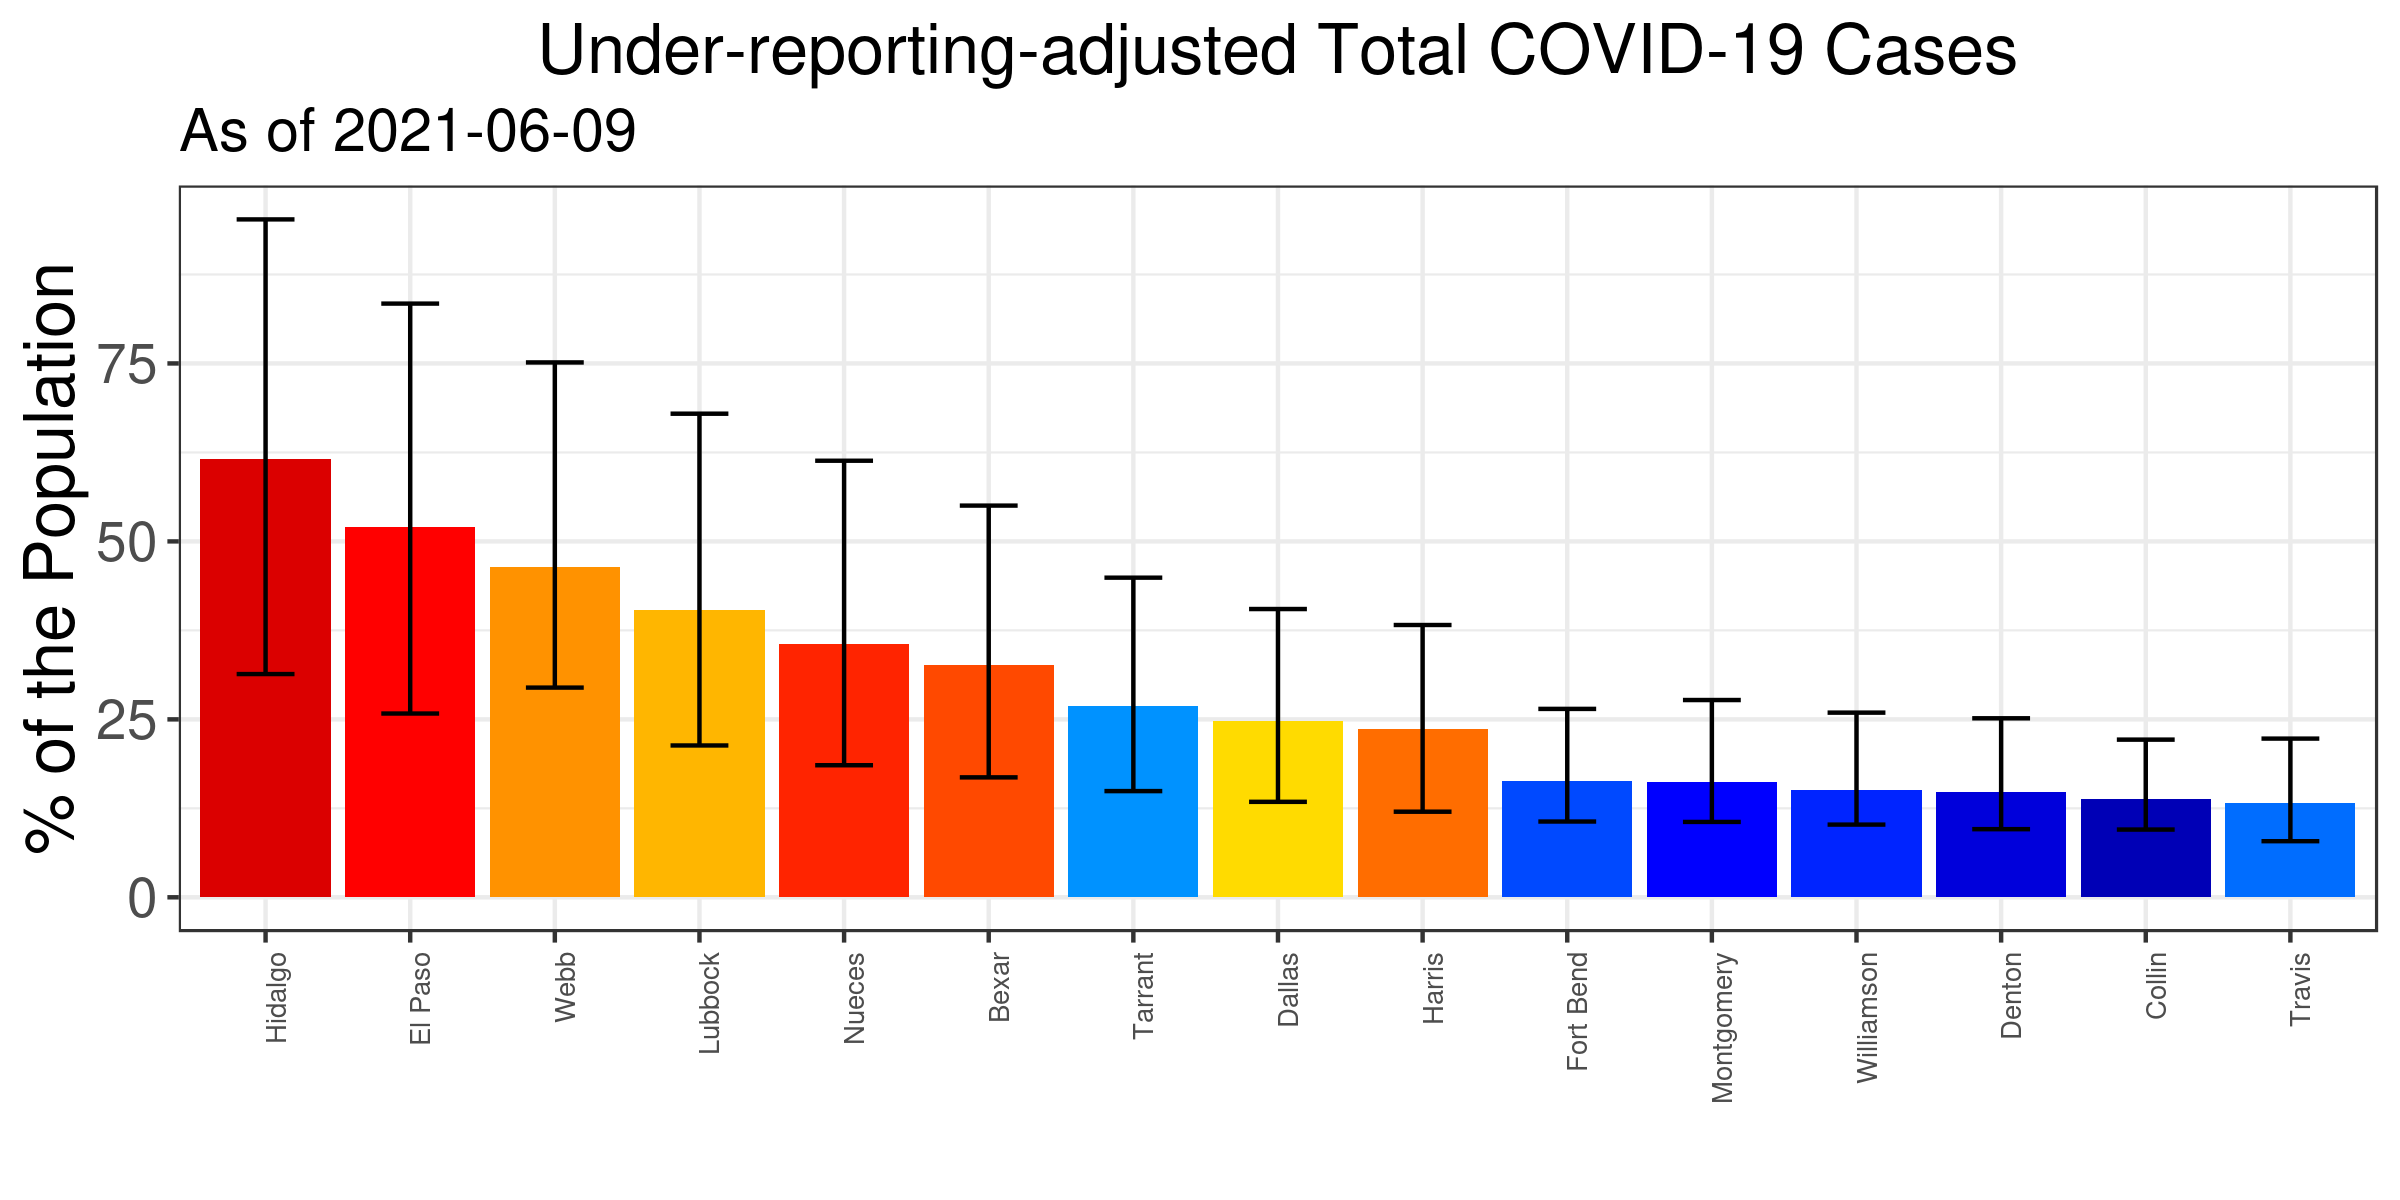 Under-reporting-adjusted Total COVID-19 Cases
As of 2021-06-09
% of the Population
75
50
25
0
Hidalgo
El Paso
Webb
Lubbock
Nueces
Bexar
Tarrant
Dallas
Harris
Fort Bend
Montgomery
Williamson
Denton
Collin
Travis